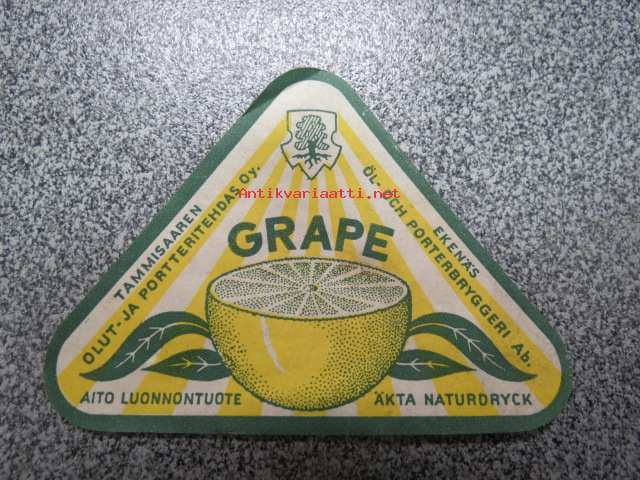 TAMMISAAREN
OLUT- JA PORTTERITEHDAS OY.
EKENÄS
ÖL- OCH PORTERBRYGGERI Ab.
Antikvariaatti.net
GRAPE
AITO LUONNONTUOTE
ÄKTA NATURDRYCK